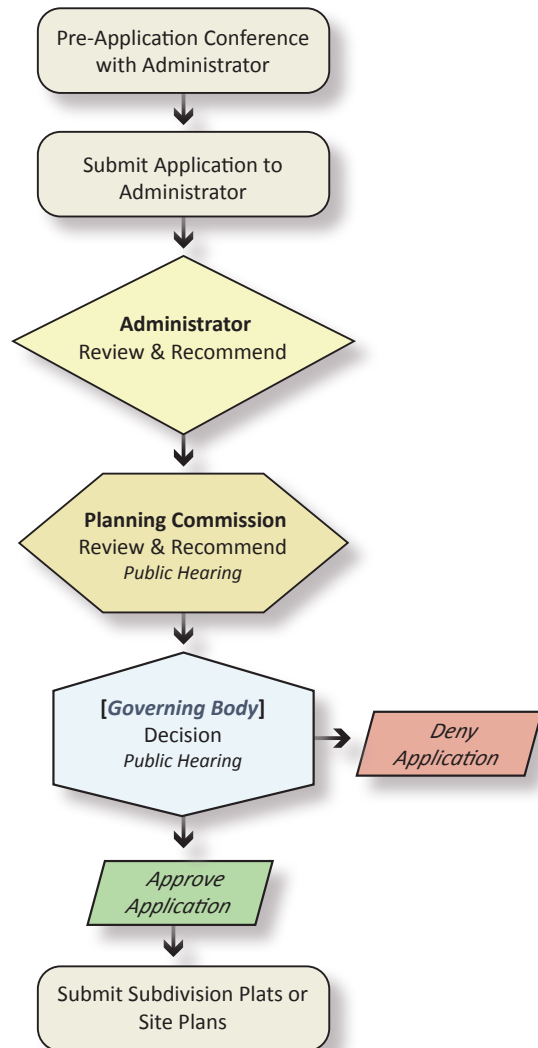 Pre-Application Conference
with Administrator
Submit Application to
Administrator
Administrator
Review & Recommend
Planning Commission
Review & Recommend
Public Hearing
[Governing Body]
Decision
Public Hearing
Deny
Application
Approve
Application
Submit Subdivision Plats or
Site Plans